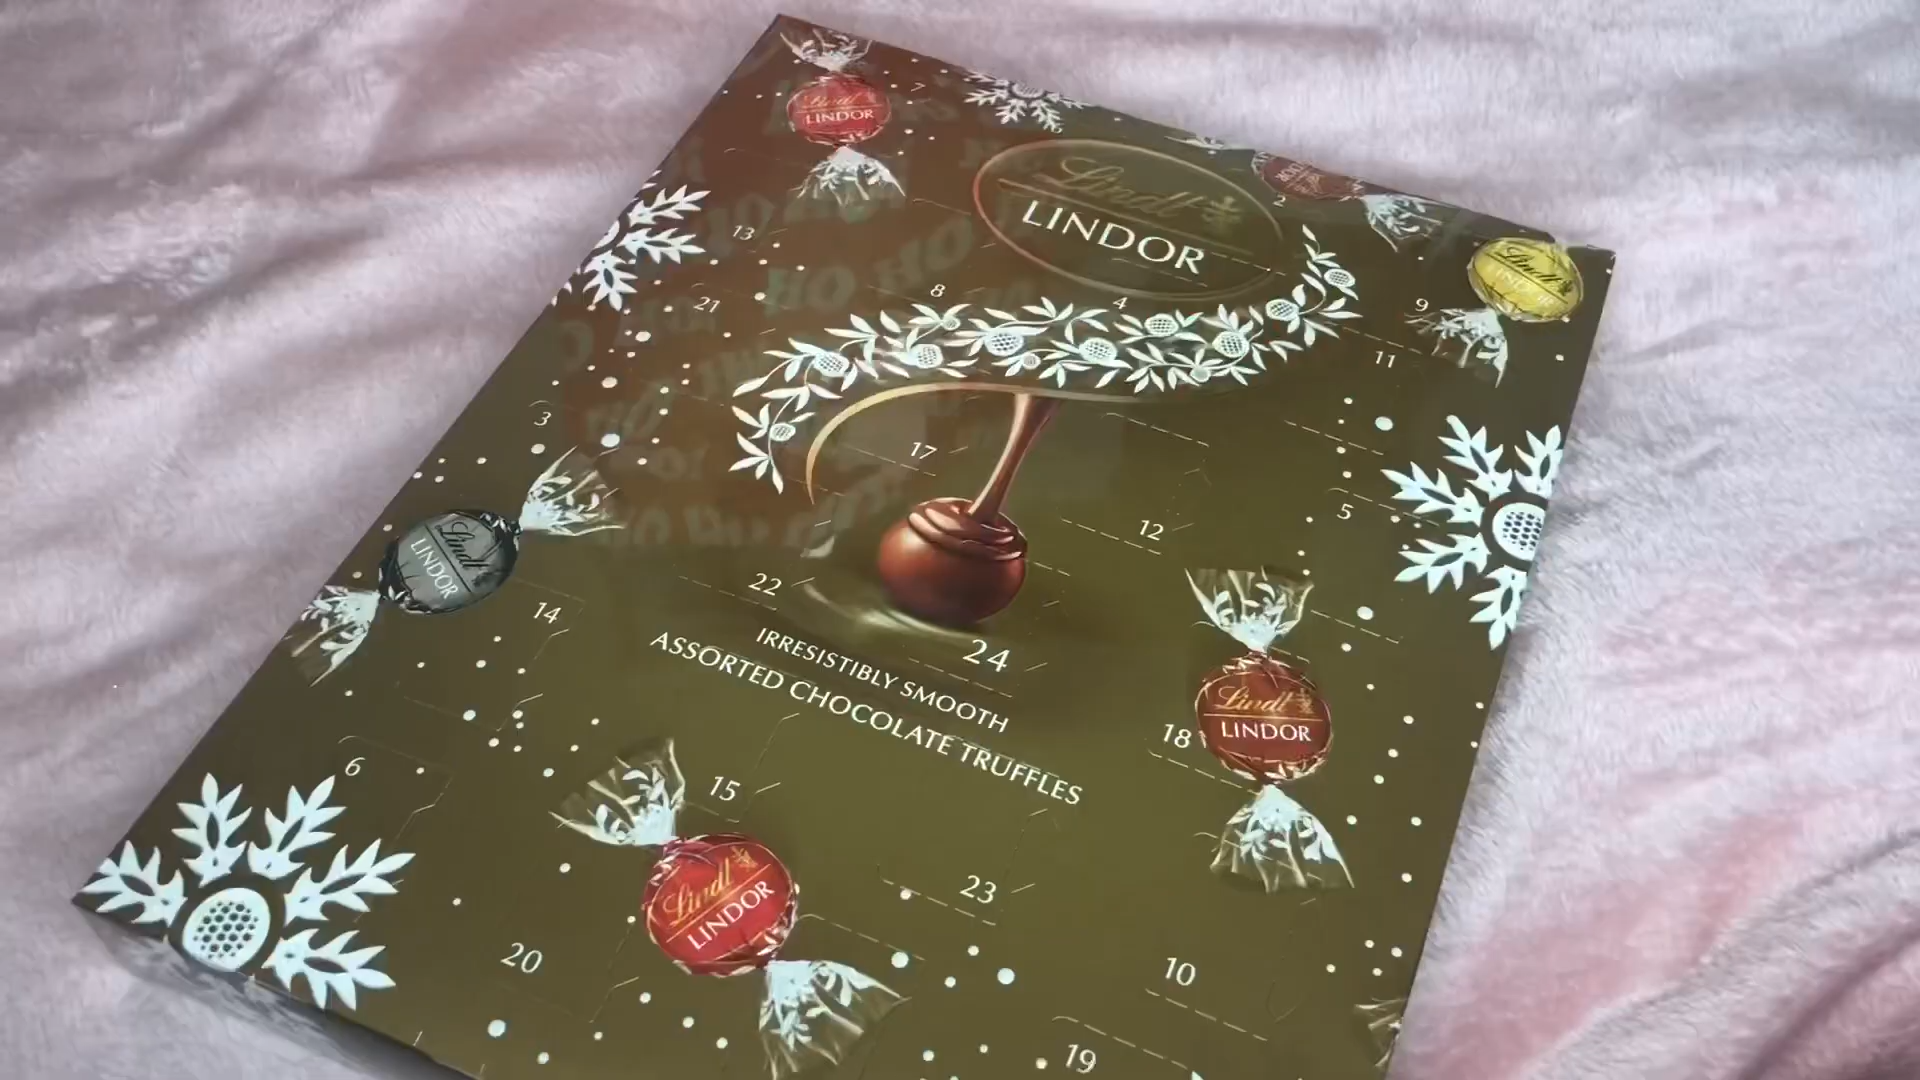 Lindt
LINDOR
7
Lindt
LINDOR
2
Lindt
13
9
21
8
4
11
3
17
5
12
Lindt
LINDOR
22
14
24
IRRESISTIBLY SMOOTH
ASSORTED CHOCOLATE TRUFFLES
Lindt
LINDOR
18
6
15
Lindt
LINDOR
23
20
10
19
HO HO